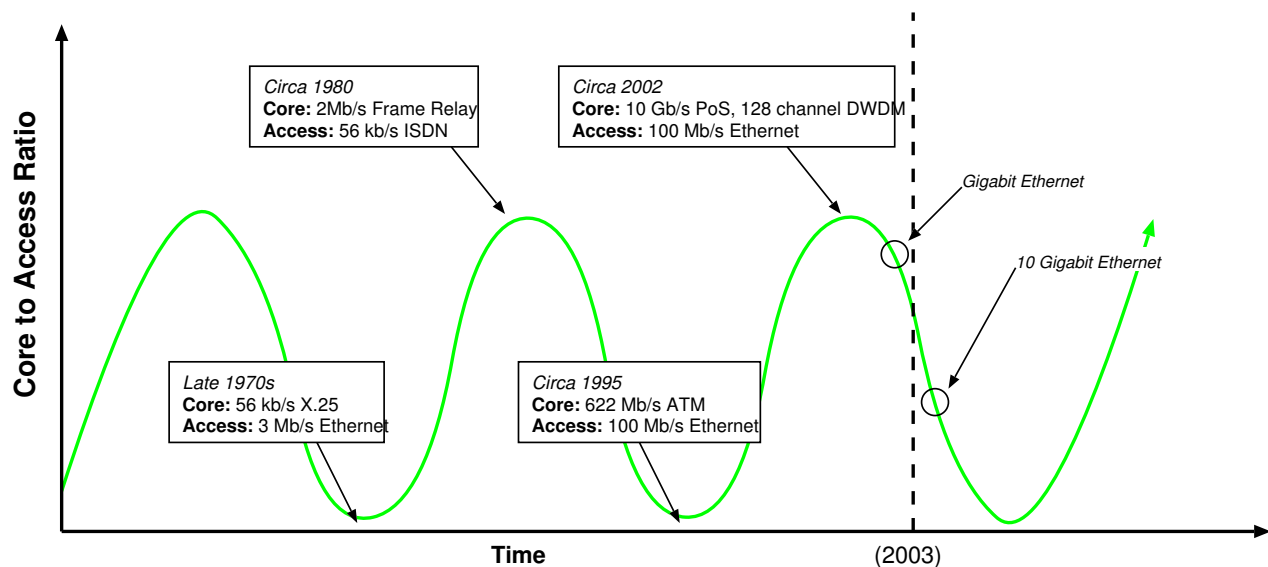 Core to Access Ratio
Circa 1980
Core: 2Mb/s Frame Relay
Access: 56 kb/s ISDN
Circa 2002
Core: 10 Gb/s PoS, 128 channel DWDM
Access: 100 Mb/s Ethernet
Gigabit Ethernet
10 Gigabit Ethernet
Late 1970s
Core: 56 kb/s X.25
Access: 3 Mb/s Ethernet
Circa 1995
Core: 622 Mb/s ATM
Access: 100 Mb/s Ethernet
Time
(2003)